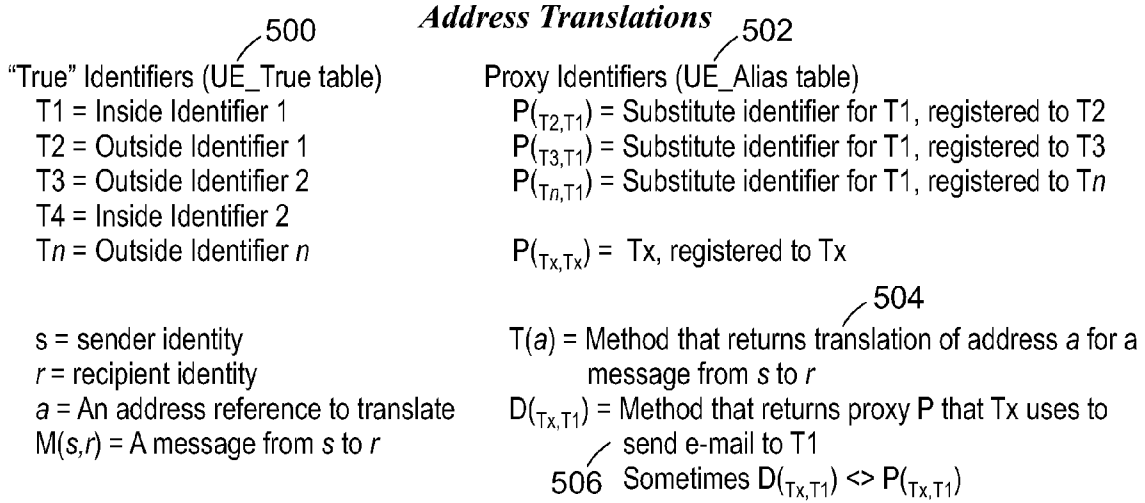 Address Translations
500
502
“True” Identifiers (UE_True table)
T1 = Inside Identifier 1
T2 = Outside Identifier 1
T3 = Outside Identifier 2
T4 = Inside Identifier 2
Tn = Outside Identifier n
Proxy Identifiers (UE_Alias table)
P(T2,T1) = Substitute identifier for T1, registered to T2
P(T3,T1) = Substitute identifier for T1, registered to T3
P(Tn,T1) = Substitute identifier for T1, registered to Tn
P(Tx,Tx) = Tx, registered to Tx
s = sender identity
r = recipient identity
a = An address reference to translate
M(s,r) = A message from s to r
504
T(a) = Method that returns translation of address a for a
message from s to r
D(Tx,T1) = Method that returns proxy P that Tx uses to
send e-mail to T1
506
Sometimes D(Tx,T1) <> P(Tx,T1)